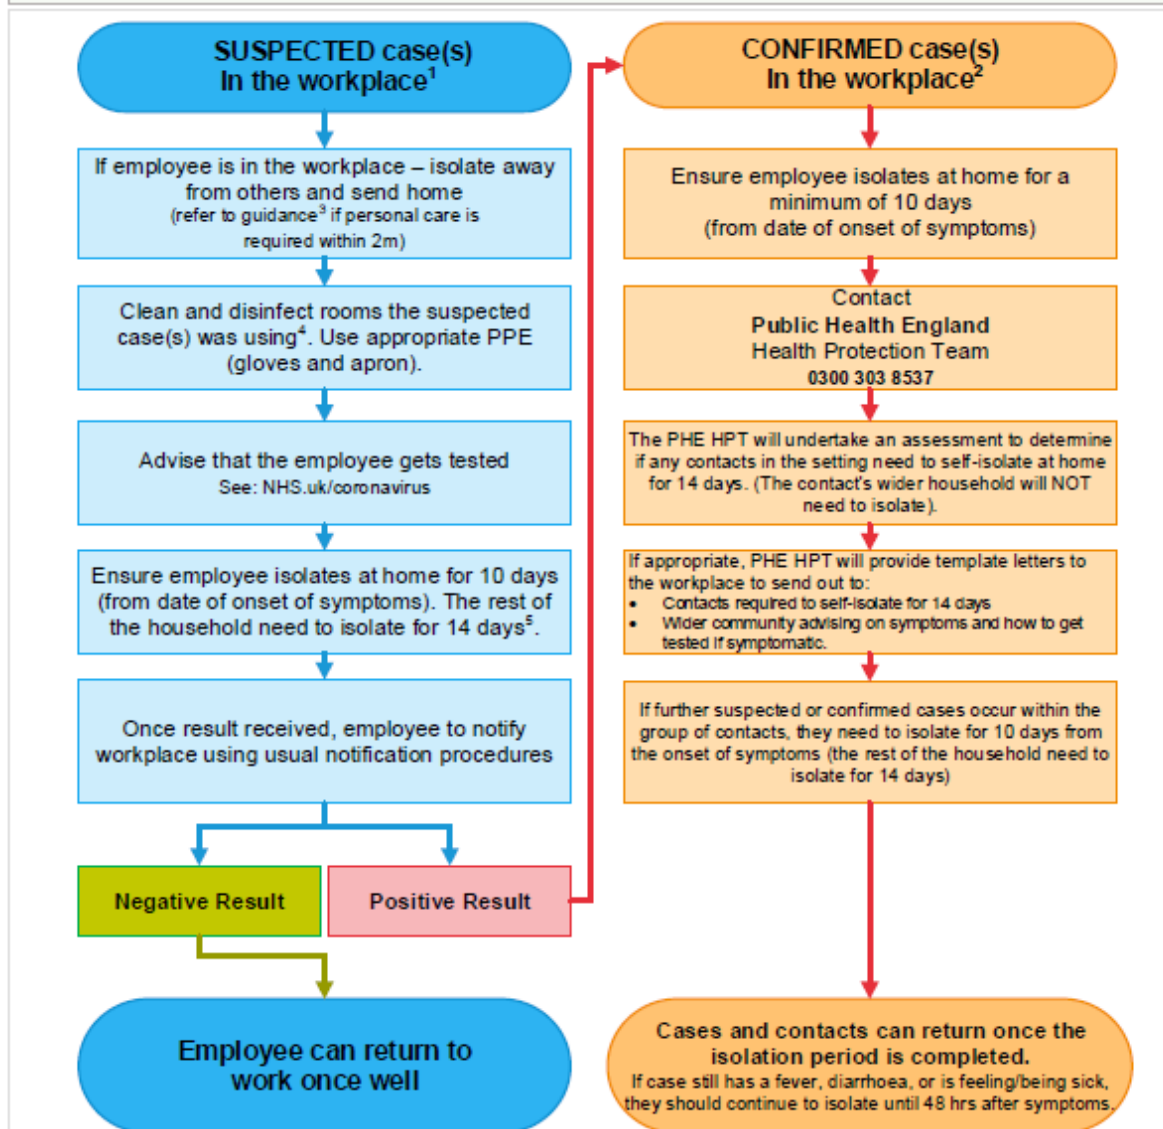 SUSPECTED case(s)
In the workplace1
If employee is in the workplace – isolate away
from others and send home
(refer to guidance3 if personal care is
required within 2m)
Clean and disinfect rooms the suspected
case(s) was using4. Use appropriate PPE
(gloves and apron).
Advise that the employee gets tested
See: NHS.uk/coronavirus
Ensure employee isolates at home for 10 days
(from date of onset of symptoms). The rest of
the household need to isolate for 14 days5.
Once result received, employee to notify
workplace using usual notification procedures
Negative Result
Positive Result
Employee can return to
work once well
CONFIRMED case(s)
In the workplace2
Ensure employee isolates at home for a
minimum of 10 days
(from date of onset of symptoms)
Contact
Public Health England
Health Protection Team
0300 303 8537
The PHE HPT will undertake an assessment to determine
if any contacts in the setting need to self-isolate at home
for 14 days. (The contact's wider household will NOT
need to isolate).
If appropriate, PHE HPT will provide template letters to
the workplace to send out to:
• Contacts required to self-isolate for 14 days
• Wider community advising on symptoms and how to get
tested if symptomatic.
If further suspected or confirmed cases occur within the
group of contacts, they need to isolate for 10 days from
the onset of symptoms (the rest of the household need to
isolate for 14 days)
Cases and contacts can return once the
isolation period is completed.
If case still has a fever, diarrhoea, or is feeling/being sick,
they should continue to isolate until 48 hrs after symptoms.